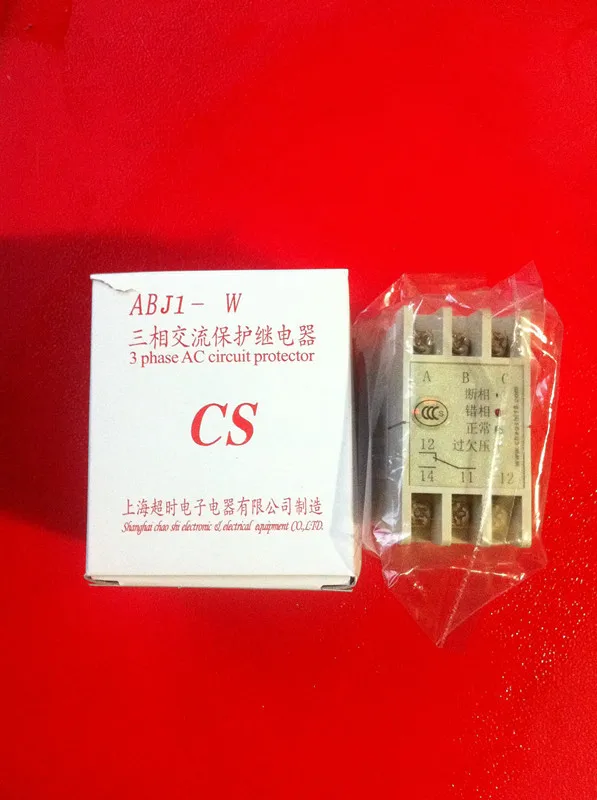 ABJ1- W
三相交流保护继电器
3 phase AC circuit protector
CS
上海超时电子电器有限公司制造
Shanghai chao shi electronic & electrical equipment CO,.LTD.
A B C
断相
错相
正常
12 过欠压
14 11 12
CCC S